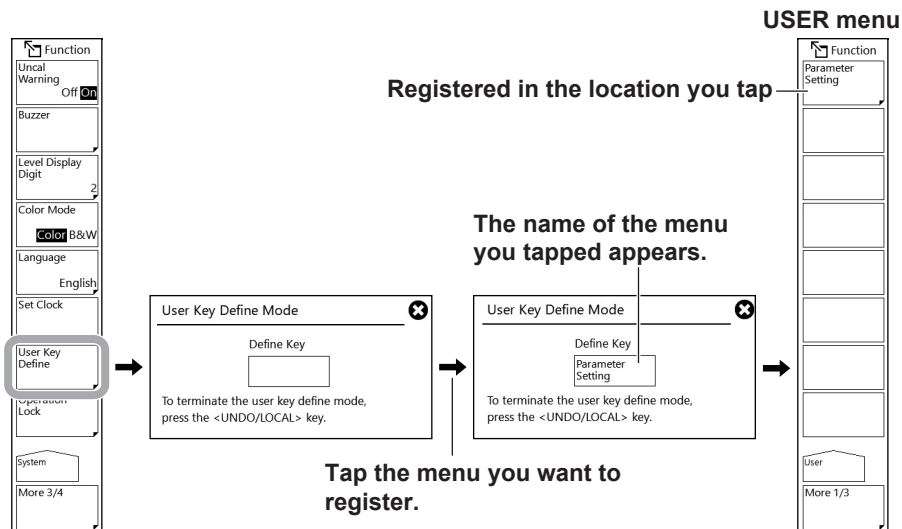 USER menu
Function
Uncal
Warning
Off On
Buzzer
Level Display
Digit
2
Color Mode
Color B&W
Language
English
Set Clock
User Key
Define
Operation
Lock
System
More 3/4
User Key Define Mode
Define Key
To terminate the user key define mode,
press the <UNDO/LOCAL> key.
Tap the menu you want to
register.
The name of the menu
you tapped appears.
User Key Define Mode
Define Key
Parameter
Setting
To terminate the user key define mode,
press the <UNDO/LOCAL> key.
Registered in the location you tap
Function
Parameter
Setting
User
More 1/3